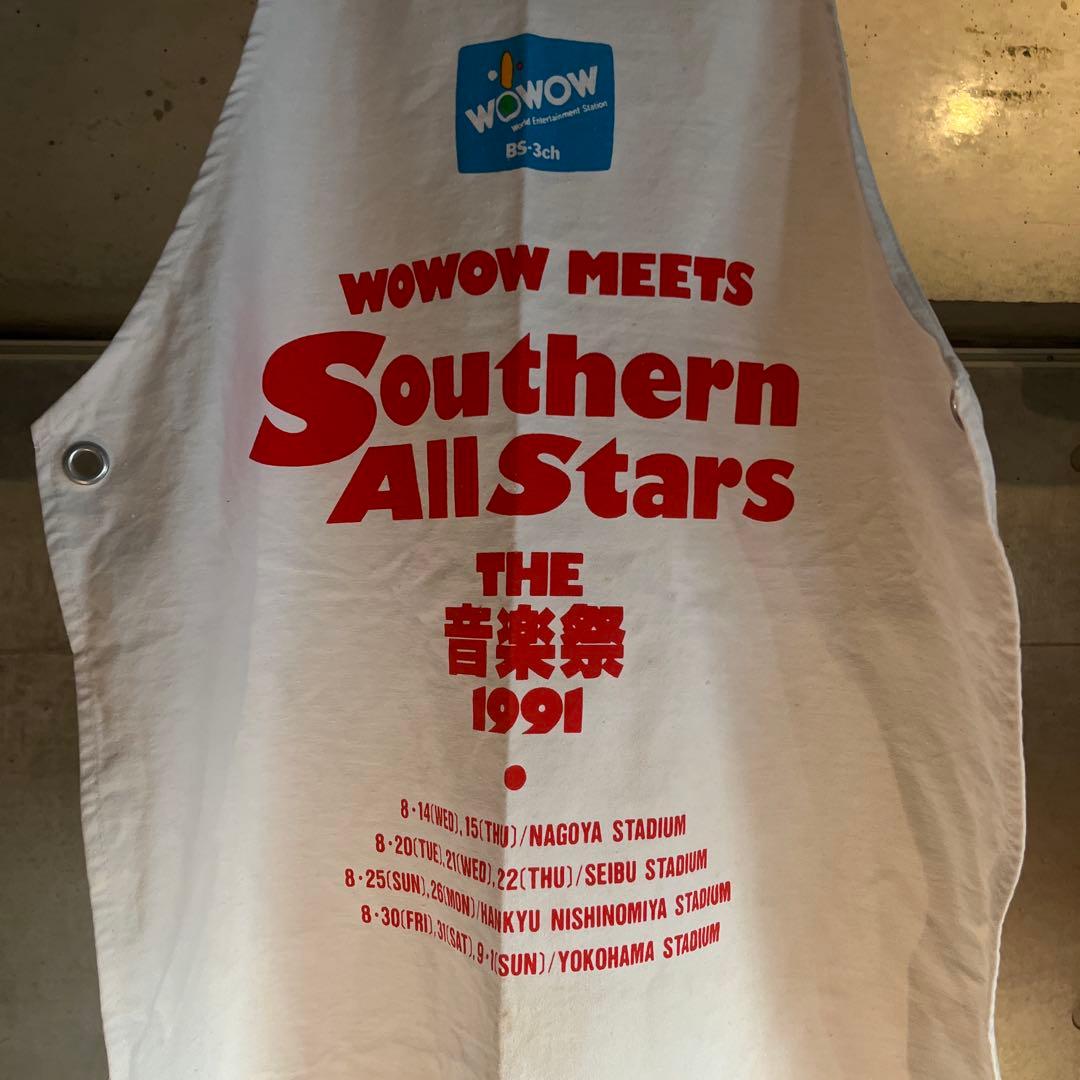 WOWOW
World Entertainment Station
BS-3ch
WOWOW MEETS
Southern
All Stars
THE
音楽祭
1991
8・14(WED),15(THU)/NAGOYA STADIUM
8・20(TUE),21(WED),22(THU)/SEIBU STADIUM
8・25(SUN),26(MON)/HANKYU NISHINOMIYA STADIUM
8・30(FRI),31(SAT),9・1(SUN)/YOKOHAMA STADIUM